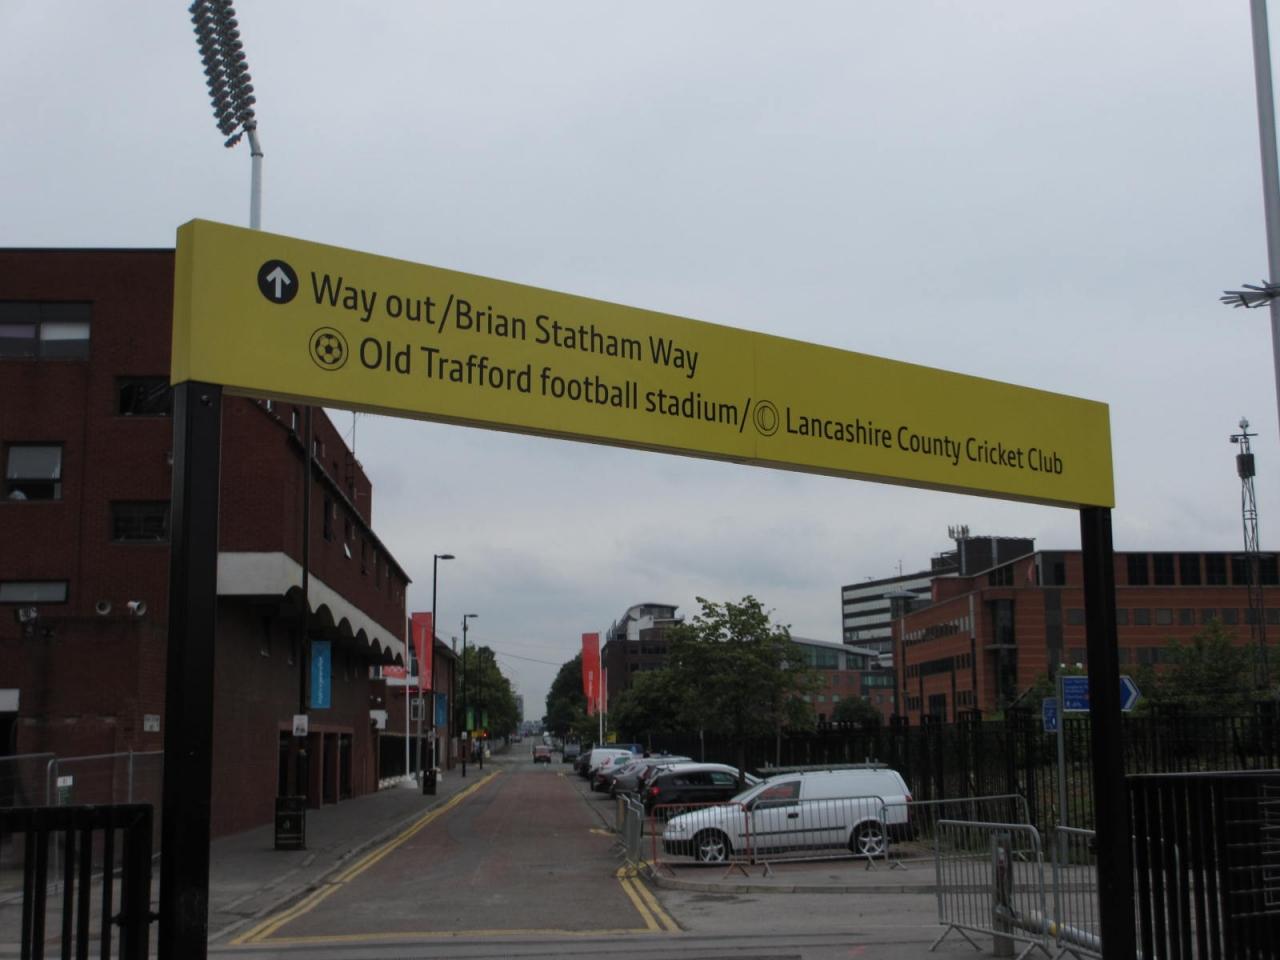 Way out/Brian Statham Way
Old Trafford football stadium/ Lancashire County Cricket Club